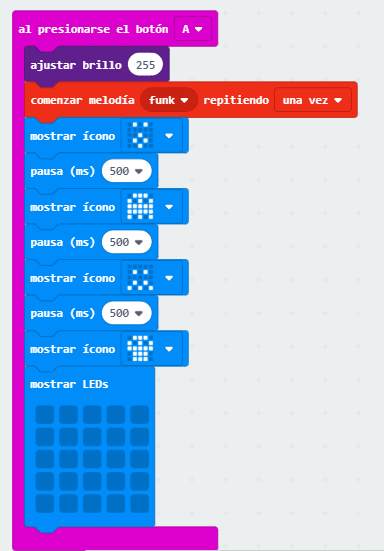 al presionarse el botón A
ajustar brillo 255
comenzar melodía funk repitiendo una vez
mostrar ícono
pausa (ms) 500
mostrar ícono
pausa (ms) 500
mostrar ícono
pausa (ms) 500
mostrar ícono
mostrar LEDs